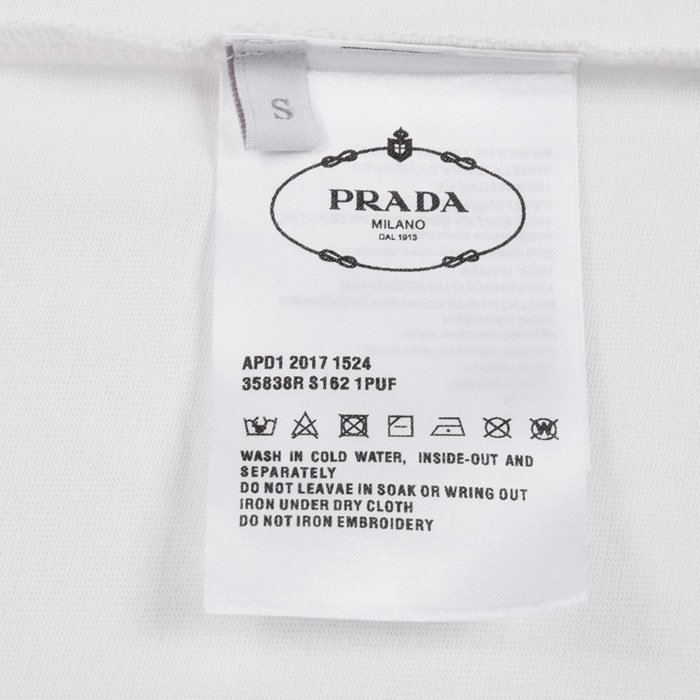 S
PRADA
MILANO
DAL 1913
APD1 2017 1524
35838R S162 1PUF
W
WASH IN COLD WATER, INSIDE-OUT AND
SEPARATELY
DO NOT LEAVAE IN SOAK OR WRING OUT
IRON UNDER DRY CLOTH
DO NOT IRON EMBROIDERY